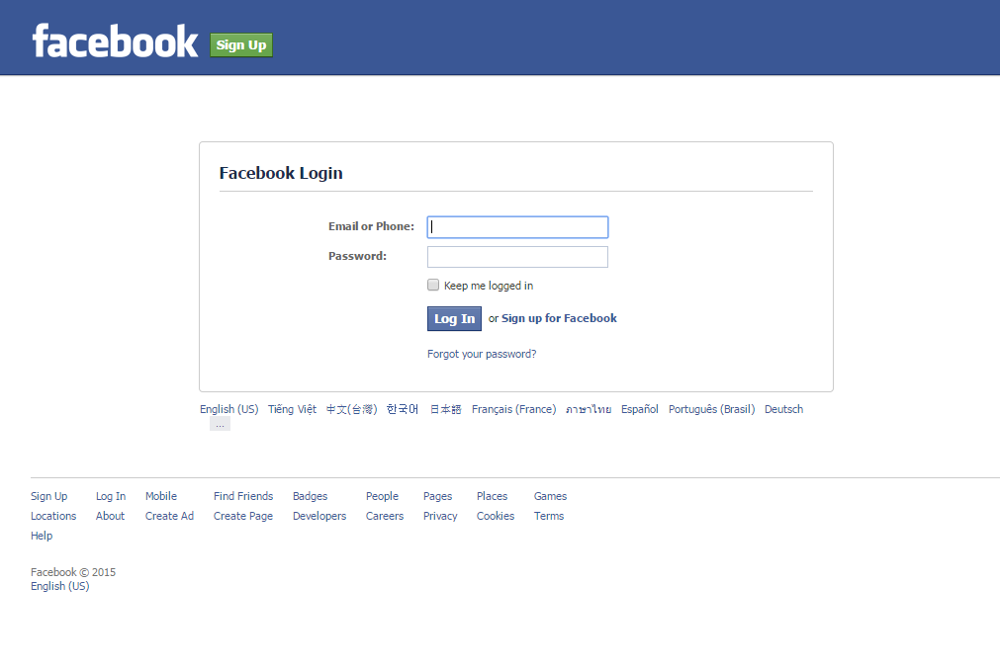 facebook Sign Up
Facebook Login
Email or Phone:
Password:
Keep me logged in
Log In or Sign up for Facebook
Forgot your password?
English (US) Tiếng Việt 中文(台灣) 한국어 日本語 Français (France) ภาษาไทย Español Português (Brasil) Deutsch
...
Sign Up Log In Mobile Find Friends Badges People Pages Places Games
Locations About Create Ad Create Page Developers Careers Privacy Cookies Terms
Help
Facebook © 2015
English (US)